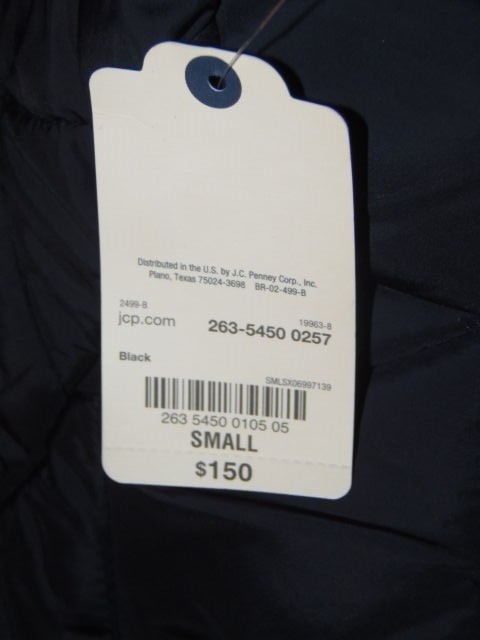 Distributed in the U.S. by J.C. Penney Corp., Inc.
Plano, Texas 75024-3698 BR-02-499-B
2499-B 19963-8
jcp.com 263-5450 0257
Black
SMLSX06997139
263 5450 0105 05
SMALL
$150